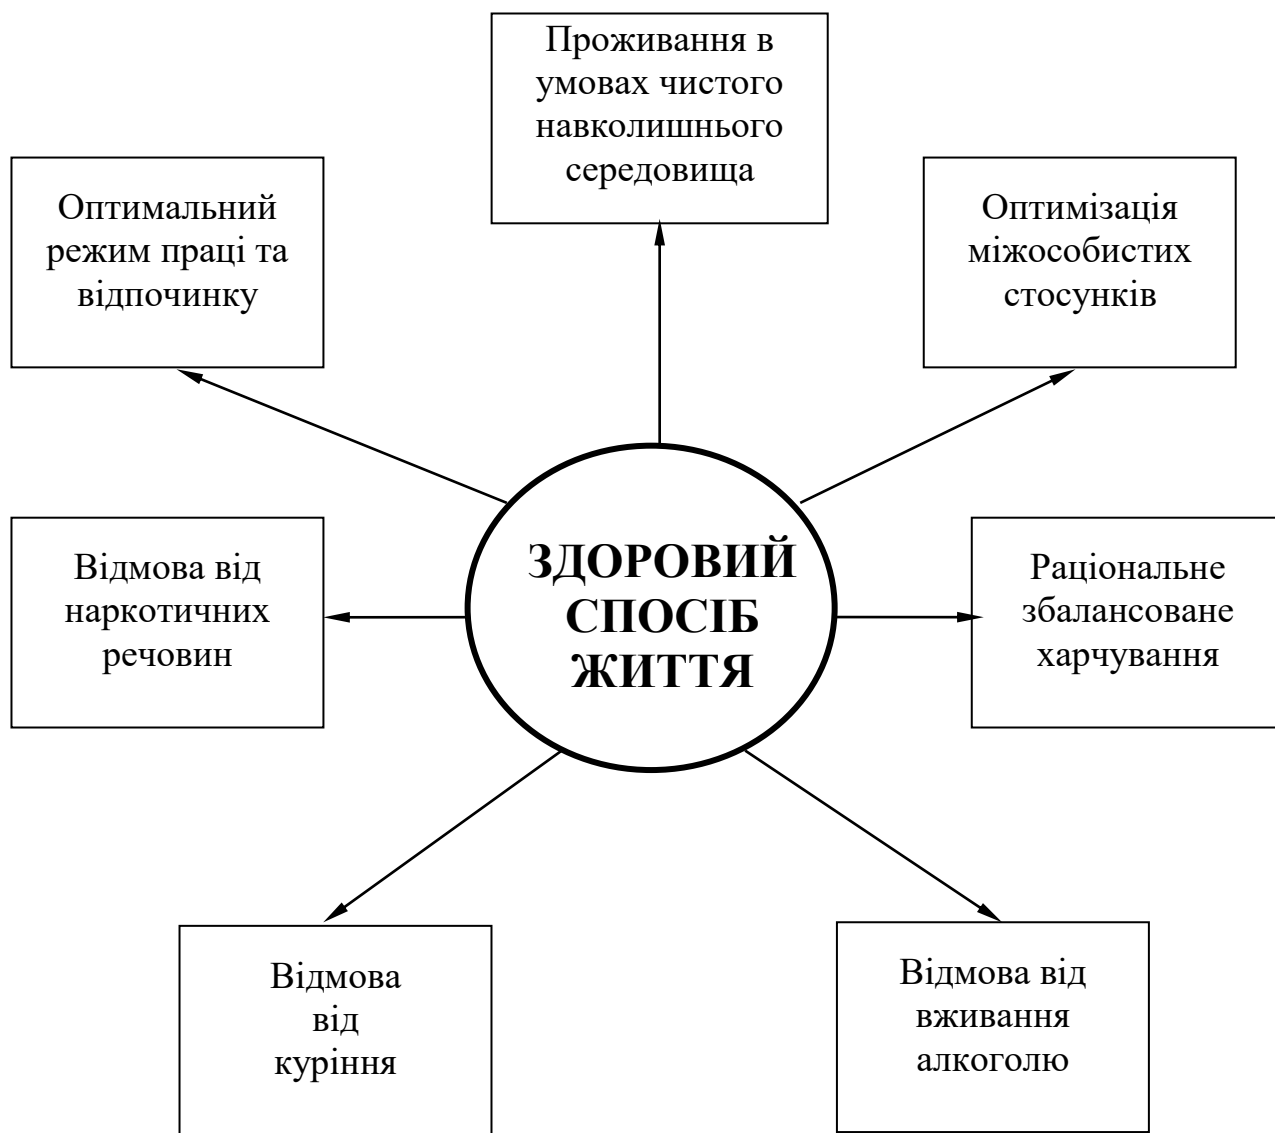 Проживання в
умовах чистого
навколишнього
середовища
Оптимальний
режим праці та
відпочинку
Оптимізація
міжособистих
стосунків
Відмова від
наркотичних
речовин
ЗДОРОВИЙ
СПОСІБ
ЖИТТЯ
Раціональне
збалансоване
харчування
Відмова
від
куріння
Відмова від
вживання
алкоголю